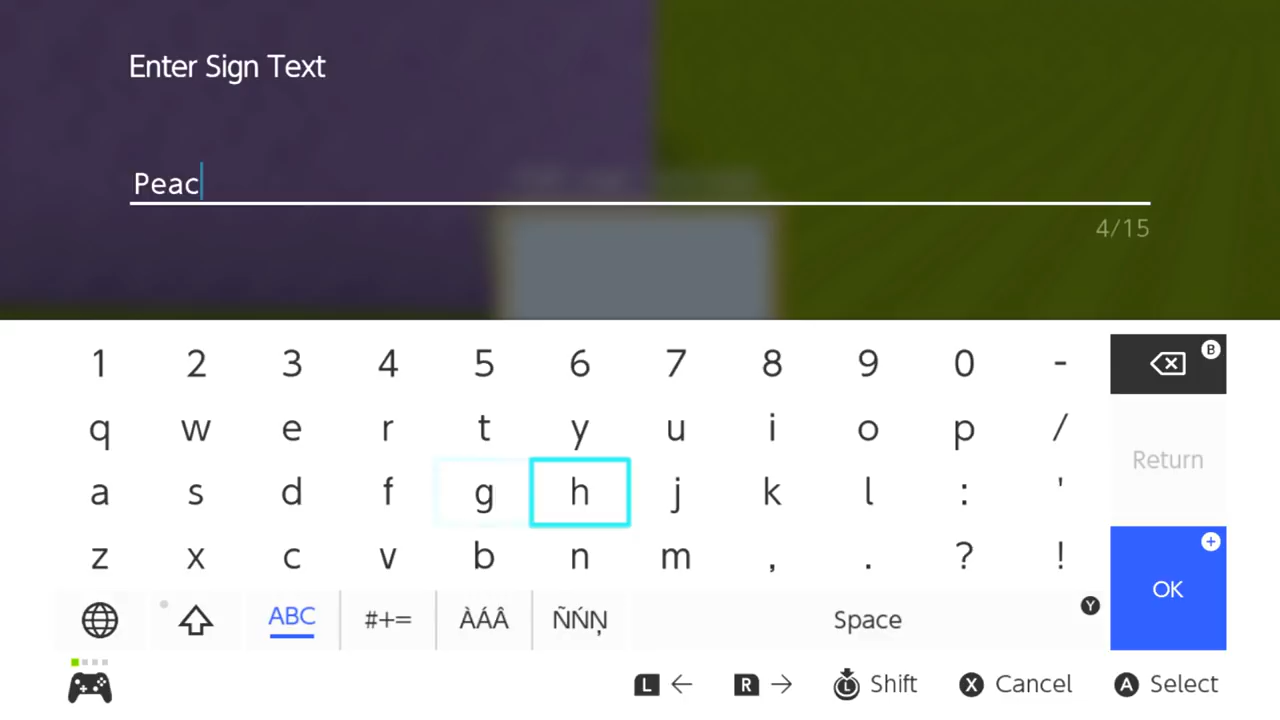 Enter Sign Text
Peac
4/15
1 2 3 4 5 6 7 8 9 0 - B
q w e r t y u i o p / Return
a s d f g h j k l : '
z x c v b n m , . ? ! + OK
ABC #+= ÀÁÂ ÑŃŅ Space Y
L ← R → L Shift X Cancel A Select